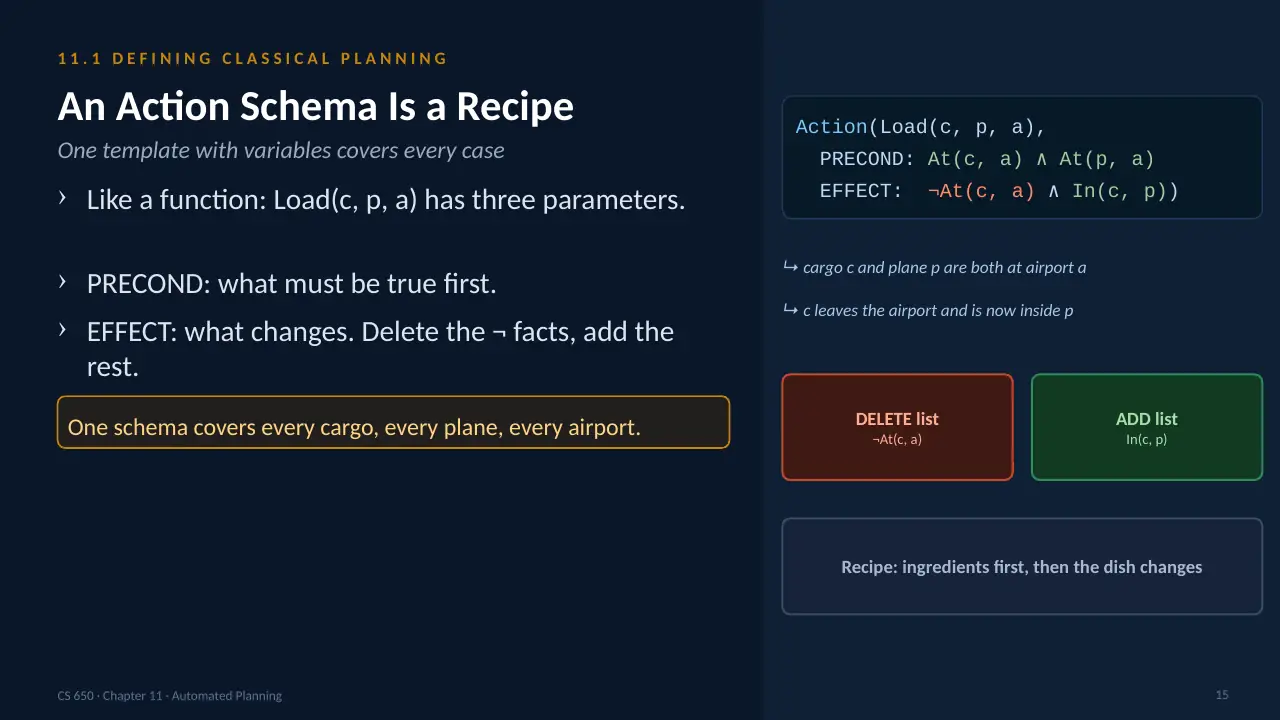 11.1 DEFINING CLASSICAL PLANNING
An Action Schema Is a Recipe
One template with variables covers every case
› Like a function: Load(c, p, a) has three parameters.
› PRECOND: what must be true first.
› EFFECT: what changes. Delete the ¬ facts, add the
rest.
One schema covers every cargo, every plane, every airport.
Action(Load(c, p, a),
PRECOND: At(c, a) ∧ At(p, a)
EFFECT: ¬At(c, a) ∧ In(c, p))
↪ cargo c and plane p are both at airport a
↪ c leaves the airport and is now inside p
DELETE list
¬At(c, a)
ADD list
In(c, p)
Recipe: ingredients first, then the dish changes
CS 650 · Chapter 11 · Automated Planning
15